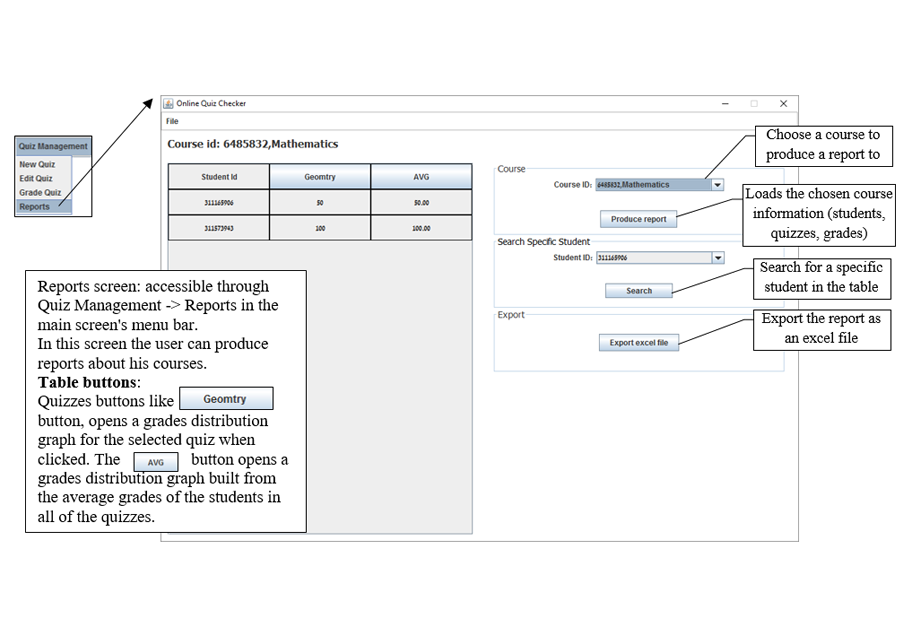 Online Quiz Checker
File
Quiz Management
New Quiz
Edit Quiz
Grade Quiz
Reports
Course id: 6485832,Mathematics
Student Id Geomtry AVG
311165906 50 50.00
311573943 100 100.00
Course
Course ID: 6485832,Mathematics
Produce report
Search Specific Student
Student ID: 311165906
Search
Export
Export excel file
Choose a course to
produce a report to
Loads the chosen course
information (students,
quizzes, grades)
Search for a specific
student in the table
Export the report as
an excel file
Reports screen: accessible through
Quiz Management -> Reports in the
main screen's menu bar.
In this screen the user can produce
reports about his courses.
Table buttons:
Quizzes buttons like Geomtry
button, opens a grades distribution
graph for the selected quiz when
clicked. The AVG button opens a
grades distribution graph built from
the average grades of the students in
all of the quizzes.